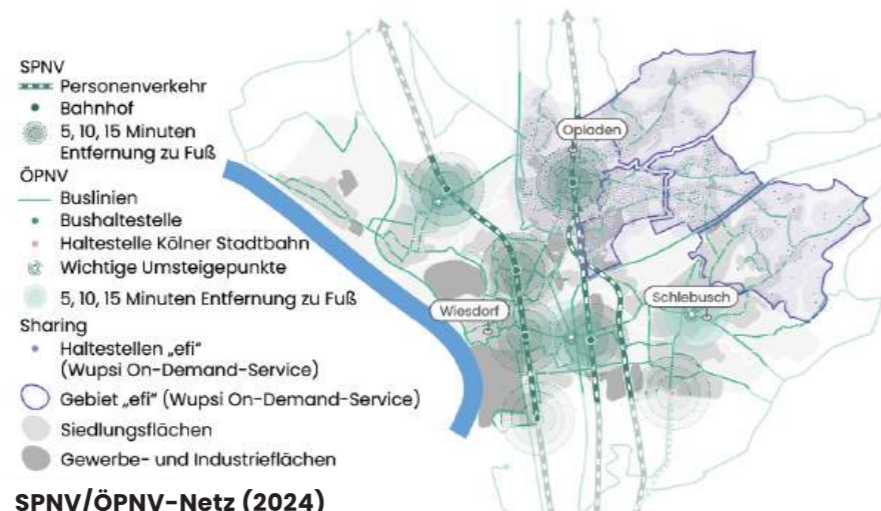 SPNV
Personenverkehr
Bahnhof
5, 10, 15 Minuten
Entfernung zu Fuß
ÖPNV
Buslinien
Bushaltestelle
Haltestelle Kölner Stadtbahn
Wichtige Umsteigepunkte
5, 10, 15 Minuten Entfernung zu Fuß
Sharing
Haltestellen „efi“
(Wupsi On-Demand-Service)
Gebiet „efi“ (Wupsi On-Demand-Service)
Siedlungsflächen
Gewerbe- und Industrieflächen
SPNV/ÖPNV-Netz (2024)
Opladen
Wiesdorf
Schlebusch